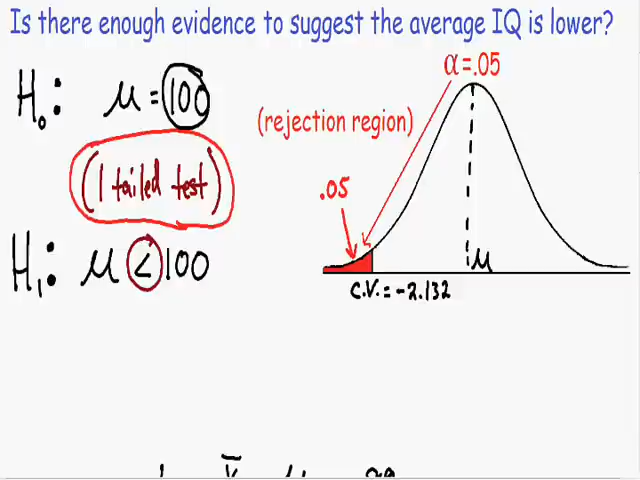 Is there enough evidence to suggest the average IQ is lower?
α=.05
H₀: μ = 100
(rejection region)
(1 tailed test)
.05
H₁: μ < 100
μ
C.V. = -2.132